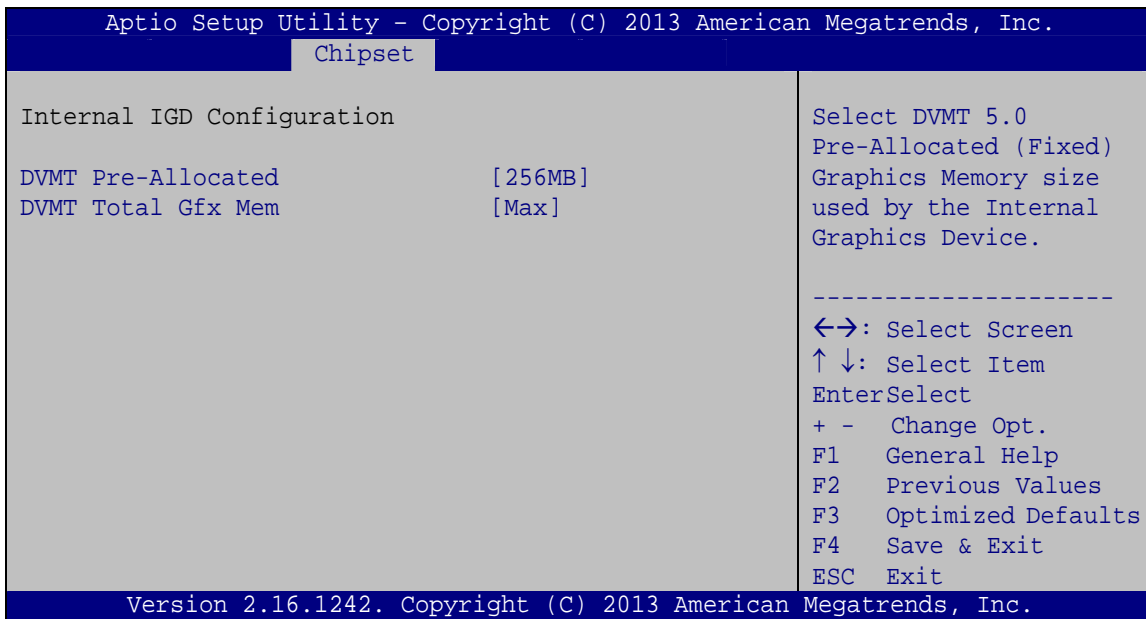 Aptio Setup Utility – Copyright (C) 2013 American Megatrends, Inc.
Chipset
Internal IGD Configuration
DVMT Pre-Allocated [256MB]
DVMT Total Gfx Mem [Max]
Select DVMT 5.0
Pre-Allocated (Fixed)
Graphics Memory size
used by the Internal
Graphics Device.
---------------------
←→: Select Screen
↑ ↓: Select Item
EnterSelect
+ - Change Opt.
F1 General Help
F2 Previous Values
F3 Optimized Defaults
F4 Save & Exit
ESC Exit
Version 2.16.1242. Copyright (C) 2013 American Megatrends, Inc.